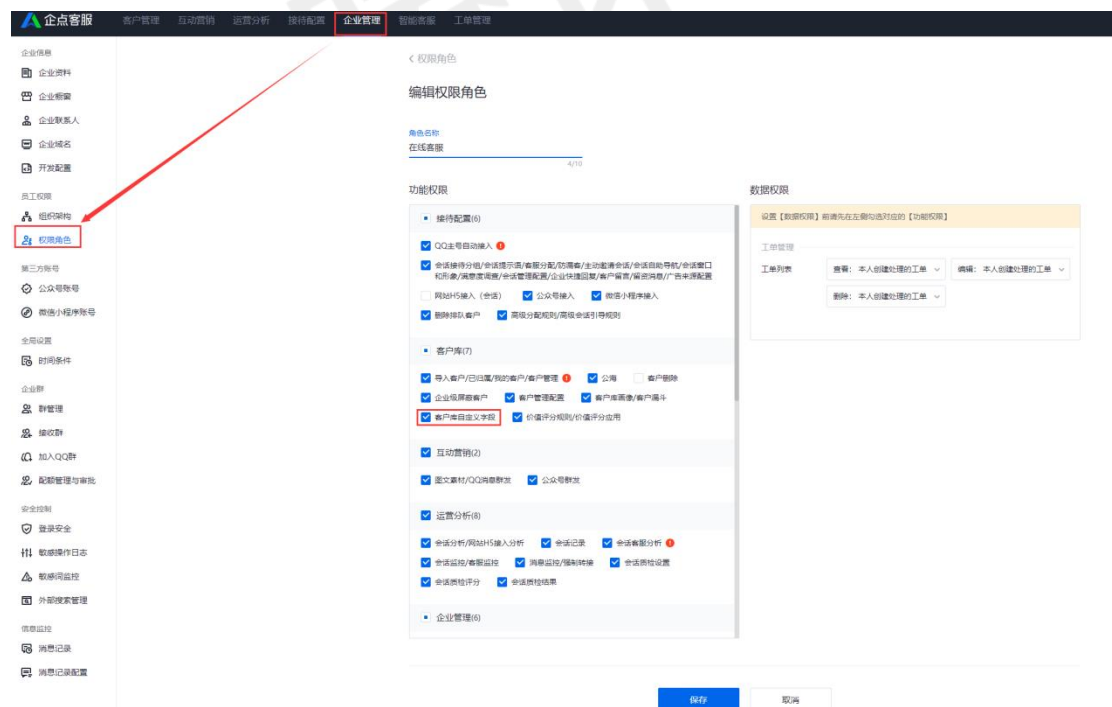 企点客服 客户管理 互动营销 运营分析 接待配置 企业管理 智能客服 工单管理
企业信息
企业资料
企业橱窗
企业联系人
企业域名
开发配置
员工权限
组织架构
权限角色
第三方账号
公众号账号
微信小程序账号
全局设置
时间条件
企业群
群管理
接收群
加入QQ群
配额管理与审批
安全控制
登录安全
敏感操作日志
敏感词监控
外部搜索管理
信息监控
消息记录
消息记录配置
< 权限角色
编辑权限角色
角色名称
在线客服
4/10
功能权限
接待配置(6)
QQ主号自动接入
会话接待分组/会话提示语/客服分配/防漏客/主动邀请会话/会话自助导航/会话窗口
和形象/满意度调查/会话管理配置/企业快捷回复/客户留言/留资消息/广告来源配置
网站H5接入（会话） 公众号接入 微信小程序接入
删除排队客户 高级分配规则/高级会话引导规则
客户库(7)
导入客户/已归属/我的客户/客户管理 公海 客户删除
企业级屏蔽客户 客户管理配置 客户库画像/客户漏斗
客户库自定义字段 价值评分规则/价值评分应用
互动营销(2)
图文素材/QQ消息群发 公众号群发
运营分析(8)
会话分析/网站H5接入分析 会话记录 会话客服分析
会话监控/客服监控 消息监控/强制转接 会话质检设置
会话质检评分 会话质检结果
企业管理(6)
数据权限
设置【数据权限】前请先在左侧勾选对应的【功能权限】
工单管理
工单列表 查看：本人创建处理的工单 编辑：本人创建处理的工单
删除：本人创建处理的工单
保存 取消